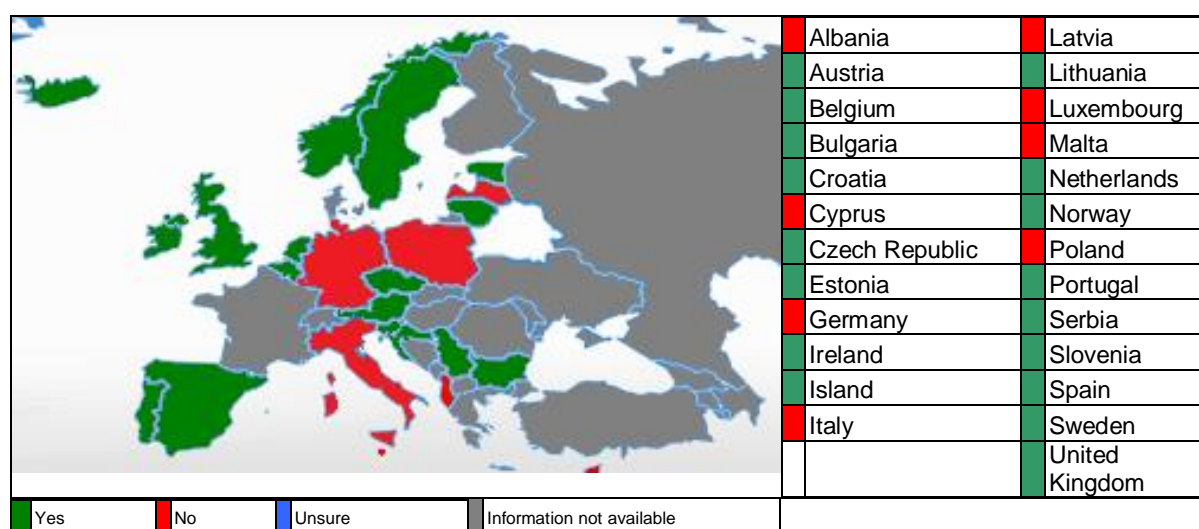 Albania
Latvia
Austria
Lithuania
Belgium
Luxembourg
Bulgaria
Malta
Croatia
Netherlands
Cyprus
Norway
Czech Republic
Poland
Estonia
Portugal
Germany
Serbia
Ireland
Slovenia
Island
Spain
Italy
Sweden
United
Kingdom
Yes
No
Unsure
Information not available